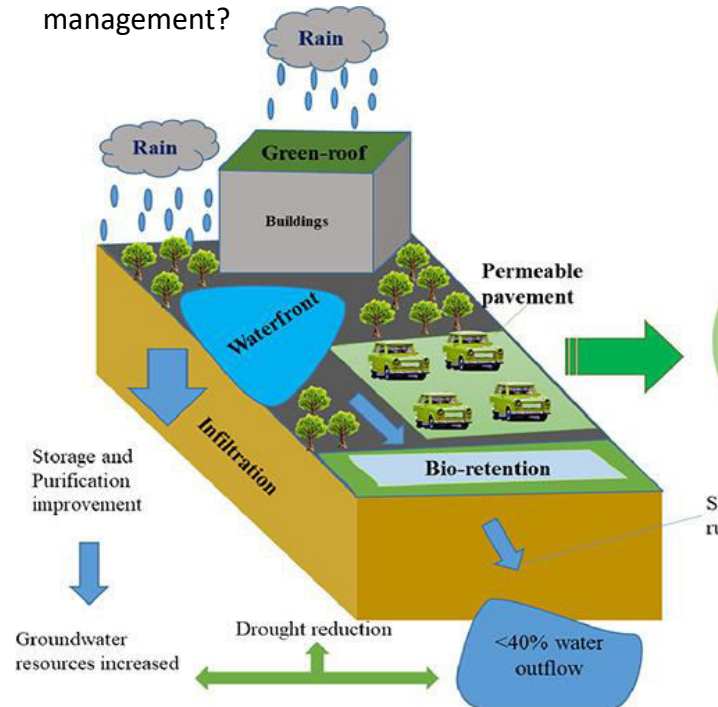 management?
Rain
Rain
Green-roof
Buildings
Permeable
pavement
Waterfront
Infiltration
Bio-retention
Storage and
Purification
improvement
Groundwater
resources increased
Drought reduction
<40% water
outflow